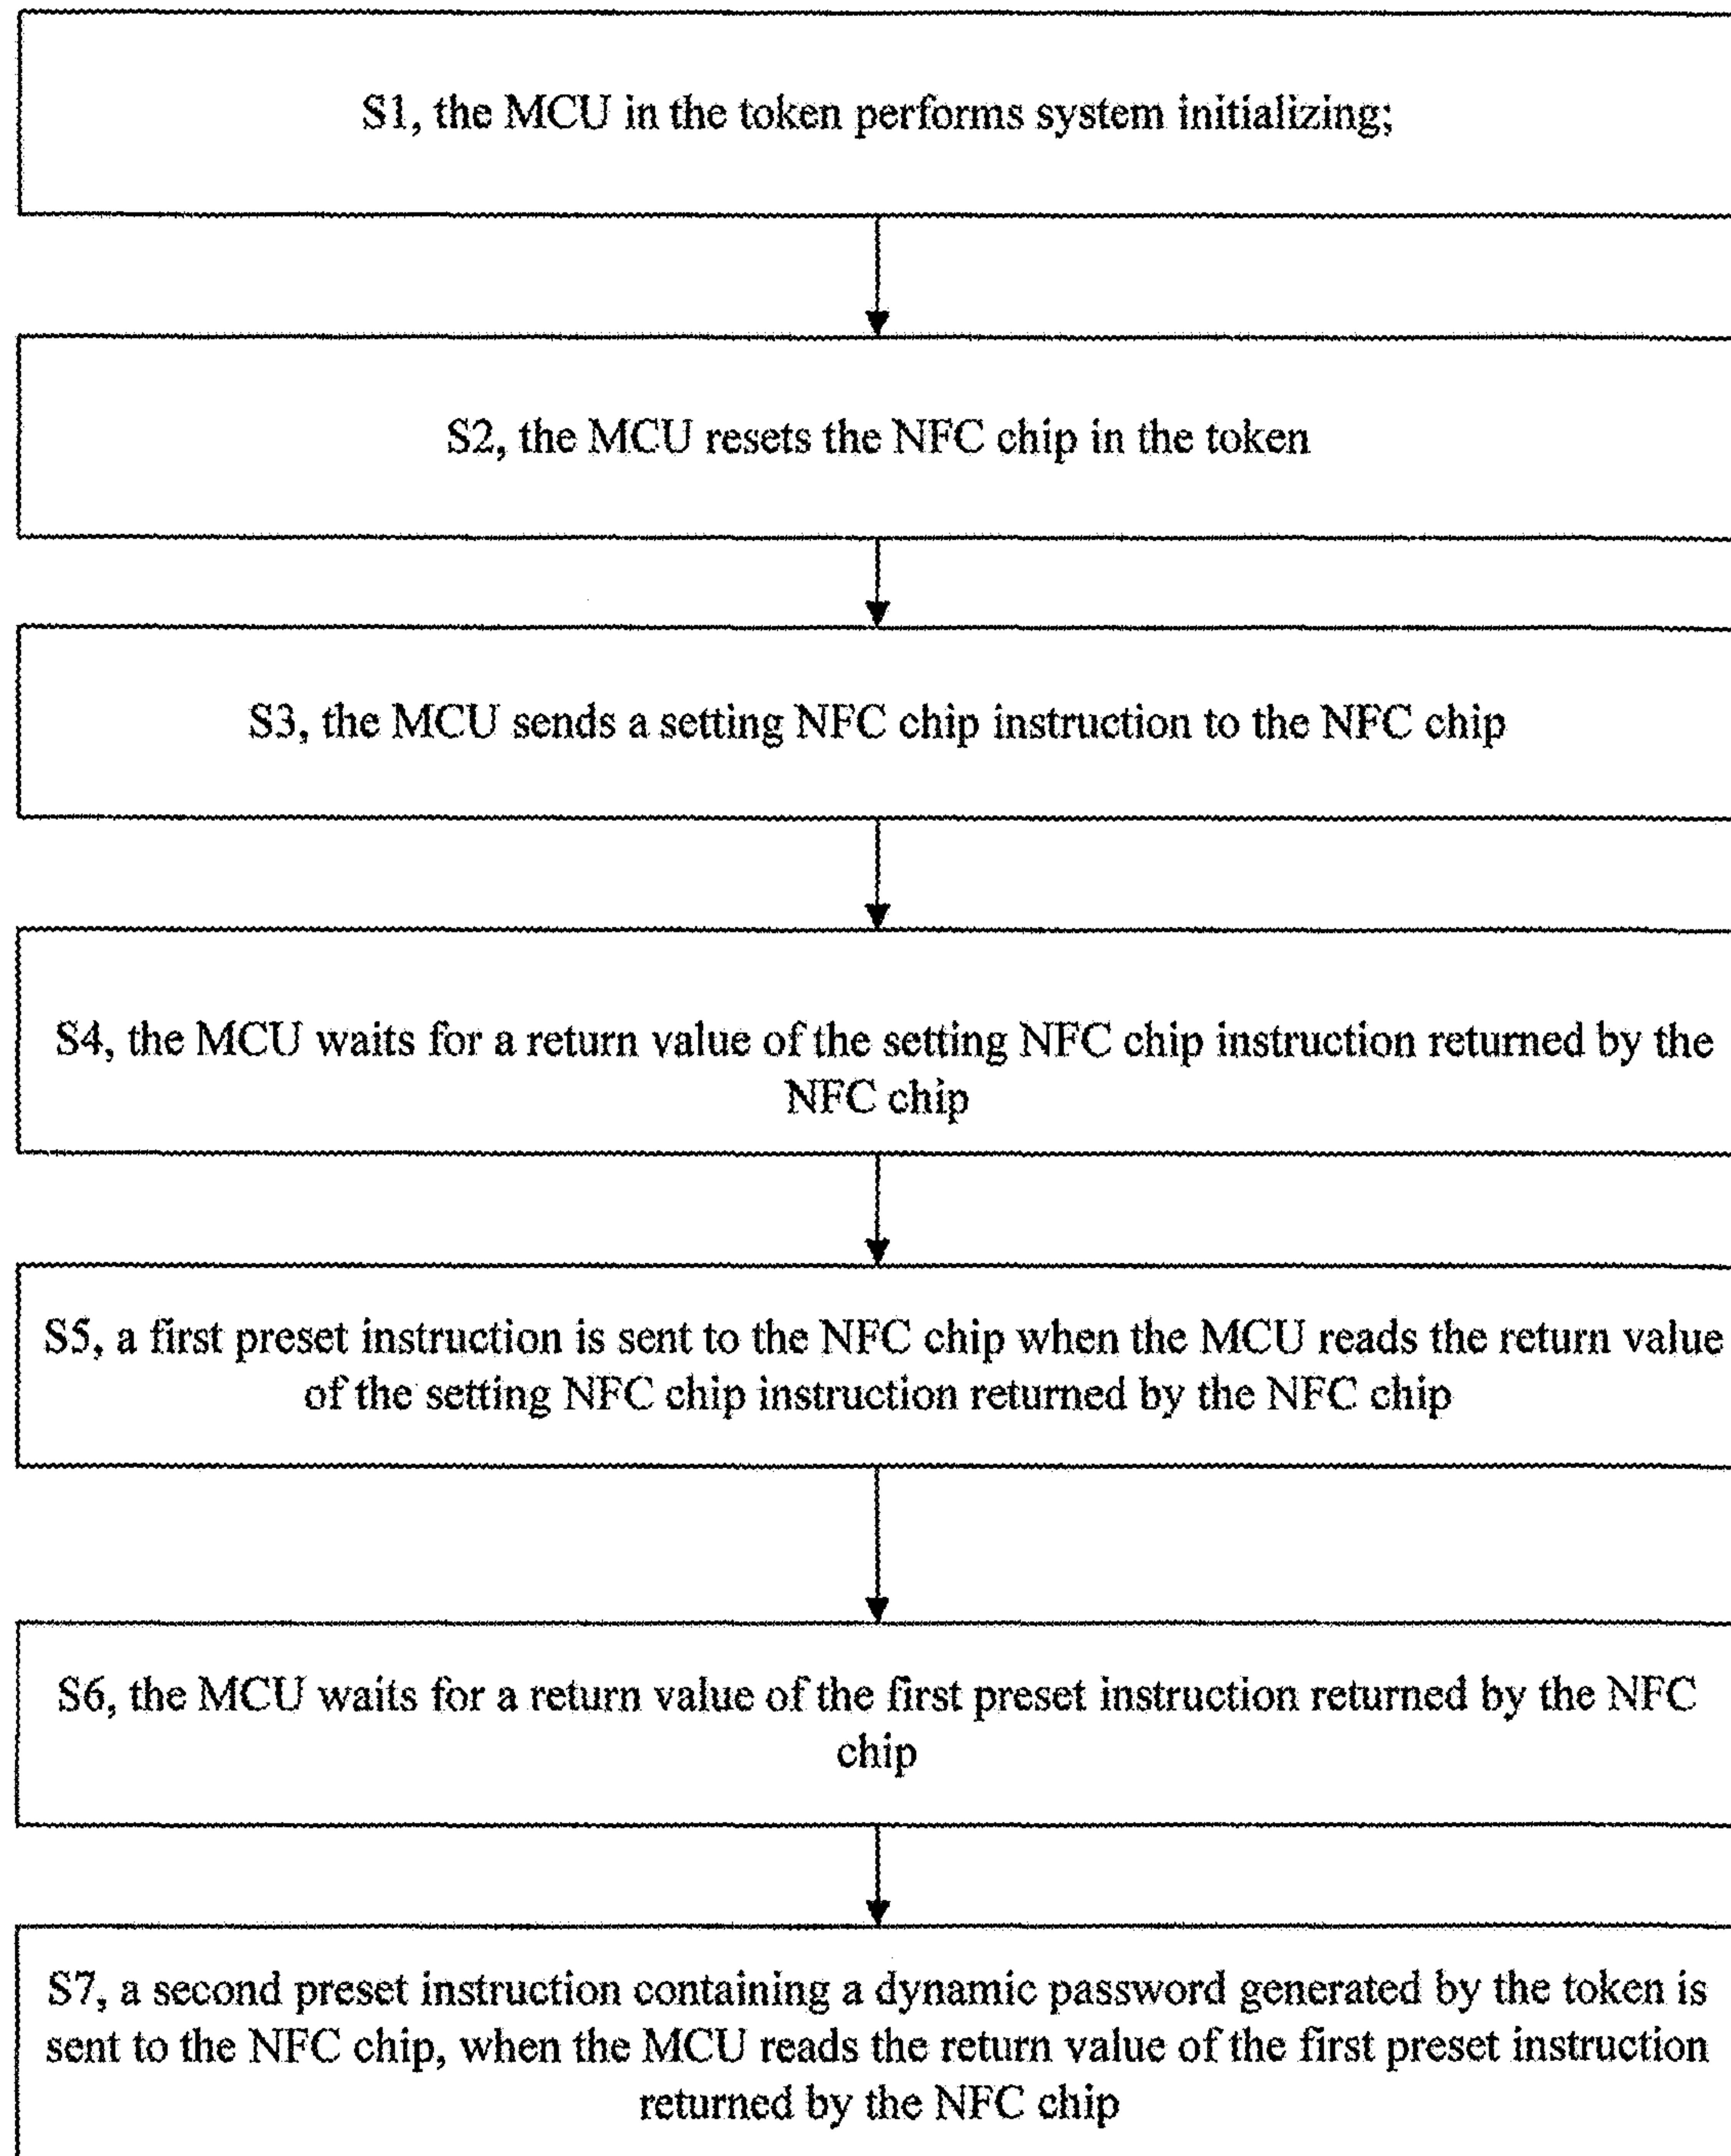 S1, the MCU in the token performs system initializing;
S2, the MCU resets the NFC chip in the token
S3, the MCU sends a setting NFC chip instruction to the NFC chip
S4, the MCU waits for a return value of the setting NFC chip instruction returned by the
NFC chip
S5, a first preset instruction is sent to the NFC chip when the MCU reads the return value
of the setting NFC chip instruction returned by the NFC chip
S6, the MCU waits for a return value of the first preset instruction returned by the NFC
chip
S7, a second preset instruction containing a dynamic password generated by the token is
sent to the NFC chip, when the MCU reads the return value of the first preset instruction
returned by the NFC chip